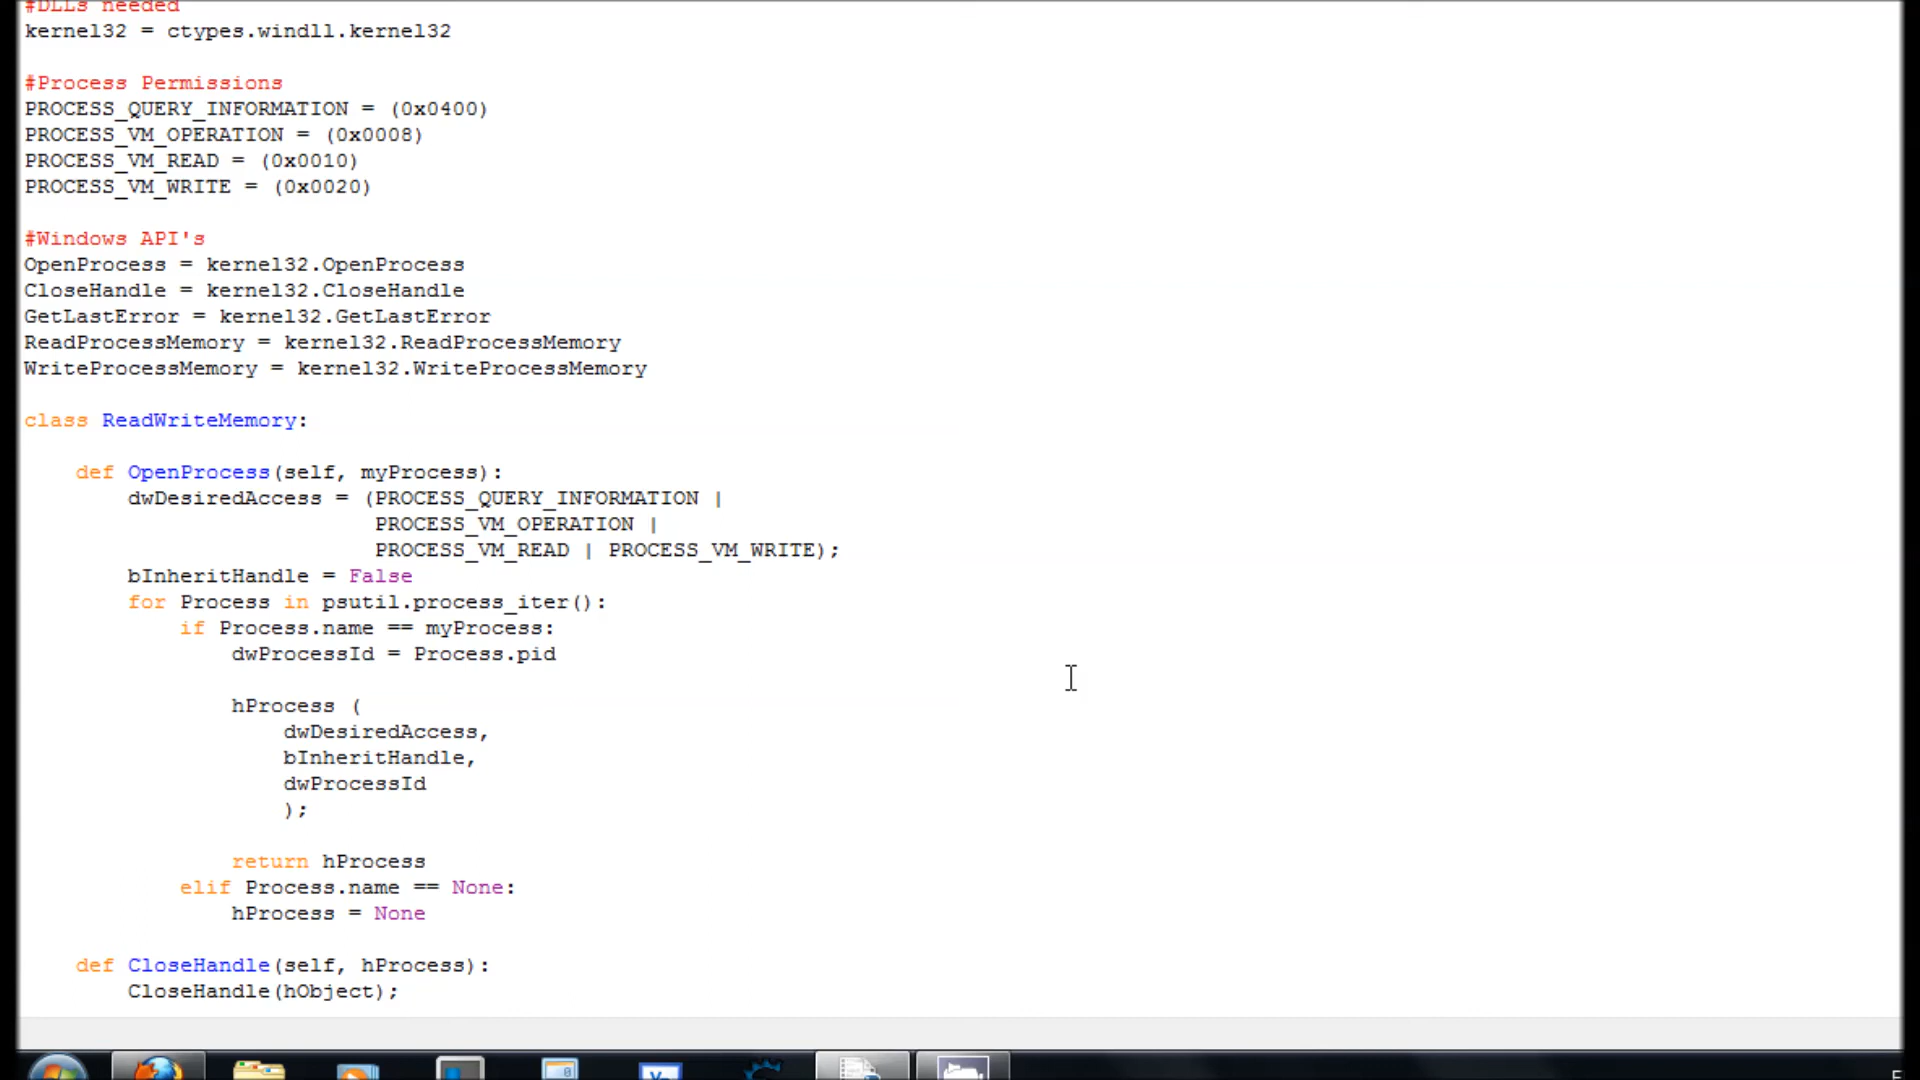 #DLLs needed
kernel32 = ctypes.windll.kernel32
#Process Permissions
PROCESS_QUERY_INFORMATION = (0x0400)
PROCESS_VM_OPERATION = (0x0008)
PROCESS_VM_READ = (0x0010)
PROCESS_VM_WRITE = (0x0020)
#Windows API's
OpenProcess = kernel32.OpenProcess
CloseHandle = kernel32.CloseHandle
GetLastError = kernel32.GetLastError
ReadProcessMemory = kernel32.ReadProcessMemory
WriteProcessMemory = kernel32.WriteProcessMemory
class ReadWriteMemory:
def OpenProcess(self, myProcess):
dwDesiredAccess = (PROCESS_QUERY_INFORMATION |
PROCESS_VM_OPERATION |
PROCESS_VM_READ | PROCESS_VM_WRITE);
bInheritHandle = False
for Process in psutil.process_iter():
if Process.name == myProcess:
dwProcessId = Process.pid
hProcess (
dwDesiredAccess,
bInheritHandle,
dwProcessId
);
return hProcess
elif Process.name == None:
hProcess = None
def CloseHandle(self, hProcess):
CloseHandle(hObject);